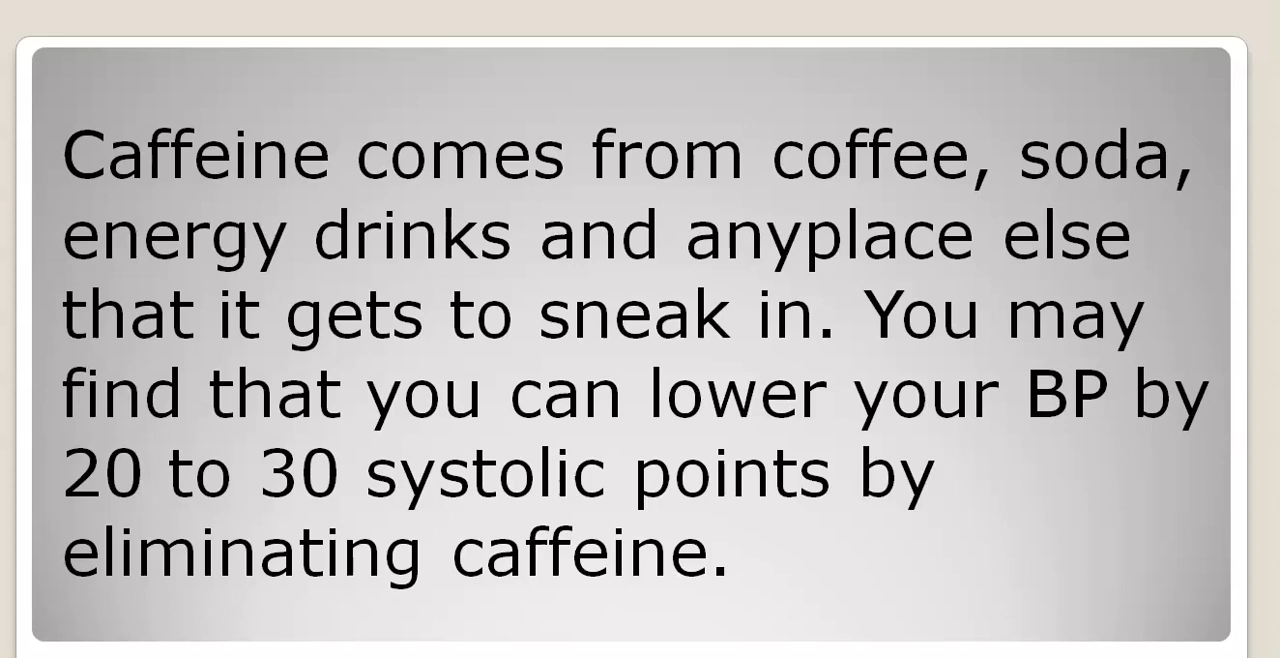 Caffeine comes from coffee, soda,
energy drinks and anyplace else
that it gets to sneak in. You may
find that you can lower your BP by
20 to 30 systolic points by
eliminating caffeine.